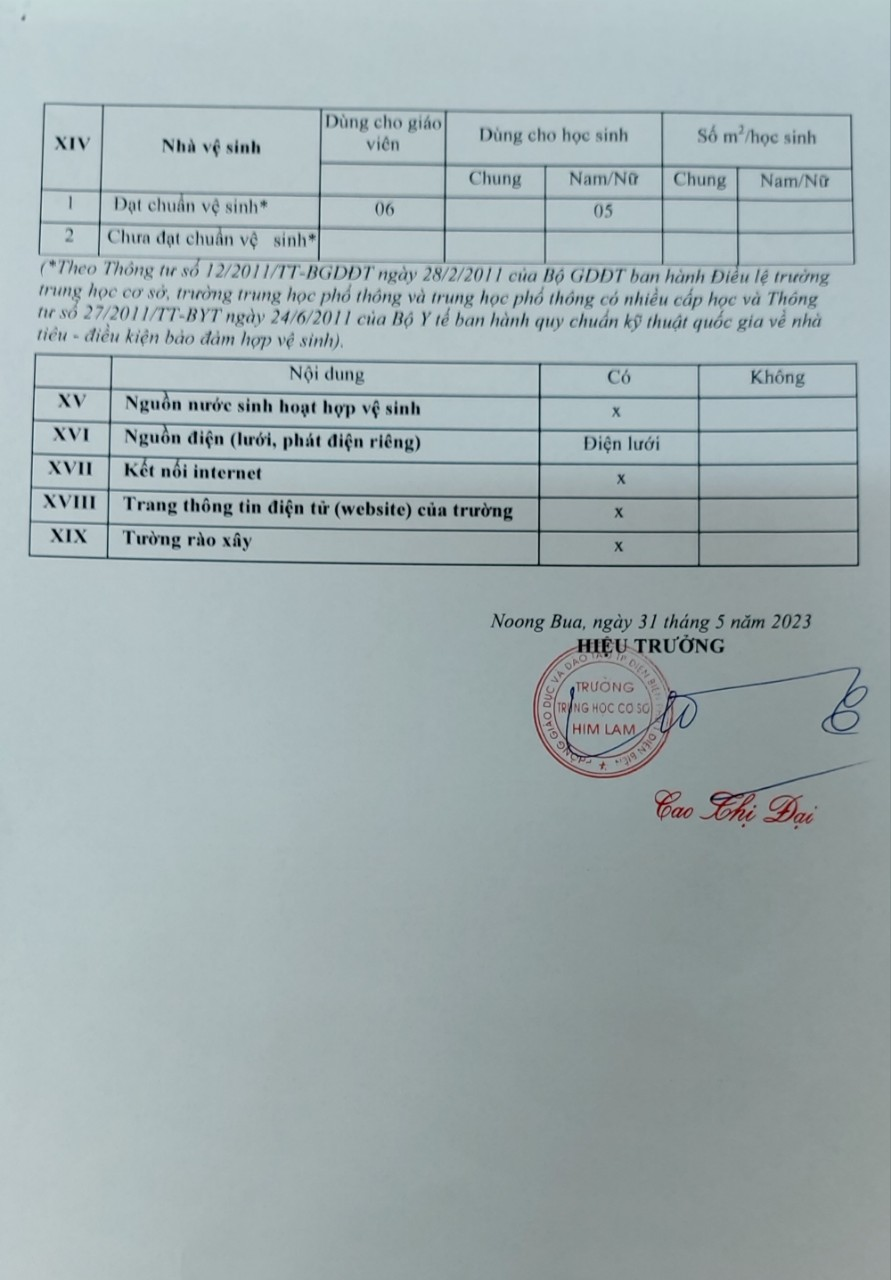 XIV Nhà vệ sinh Dùng cho giáo viên Dùng cho học sinh Số m²/học sinh
Chung Nam/Nữ Chung Nam/Nữ
1 Đạt chuẩn vệ sinh* 06 05
2 Chưa đạt chuẩn vệ sinh*
(*Theo Thông tư số 12/2011/TT-BGDĐT ngày 28/2/2011 của Bộ GDĐT ban hành Điều lệ trường
trung học cơ sở, trường trung học phổ thông và trung học phổ thông có nhiều cấp học và Thông
tư số 27/2011/TT-BYT ngày 24/6/2011 của Bộ Y tế ban hành quy chuẩn kỹ thuật quốc gia về nhà
tiêu - điều kiện bảo đảm hợp vệ sinh).
Nội dung Có Không
XV Nguồn nước sinh hoạt hợp vệ sinh x
XVI Nguồn điện (lưới, phát điện riêng) Điện lưới
XVII Kết nối internet x
XVIII Trang thông tin điện tử (website) của trường x
XIX Tường rào xây x
Noong Bua, ngày 31 tháng 5 năm 2023
HIỆU TRƯỞNG
TRƯỜNG
TRUNG HỌC CƠ SỞ
HIM LAM
Cao Thị Đại